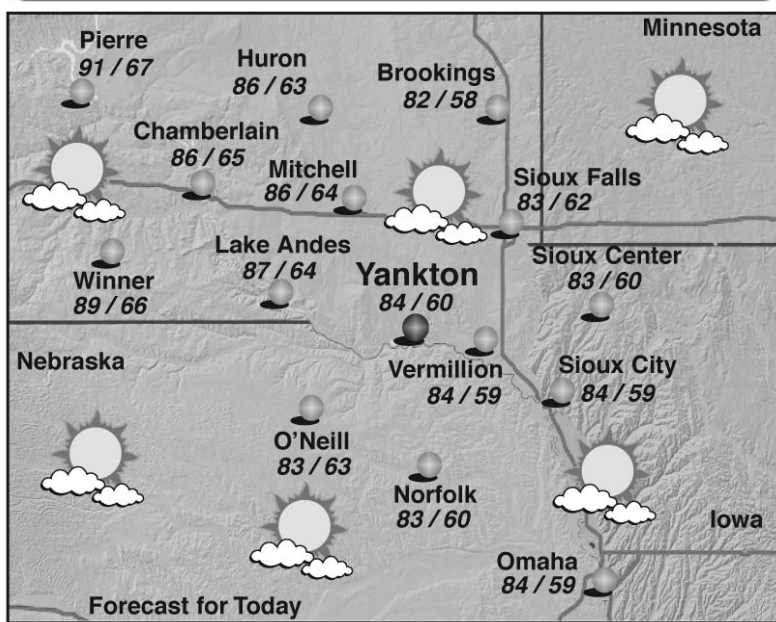 Minnesota
Pierre
91 / 67
Huron
86 / 63
Brookings
82 / 58
Chamberlain
86 / 65
Mitchell
86 / 64
Sioux Falls
83 / 62
Winner
89 / 66
Lake Andes
87 / 64
Yankton
84 / 60
Sioux Center
83 / 60
Nebraska
Vermillion
84 / 59
Sioux City
84 / 59
O'Neill
83 / 63
Norfolk
83 / 60
Iowa
Omaha
84 / 59
Forecast for Today